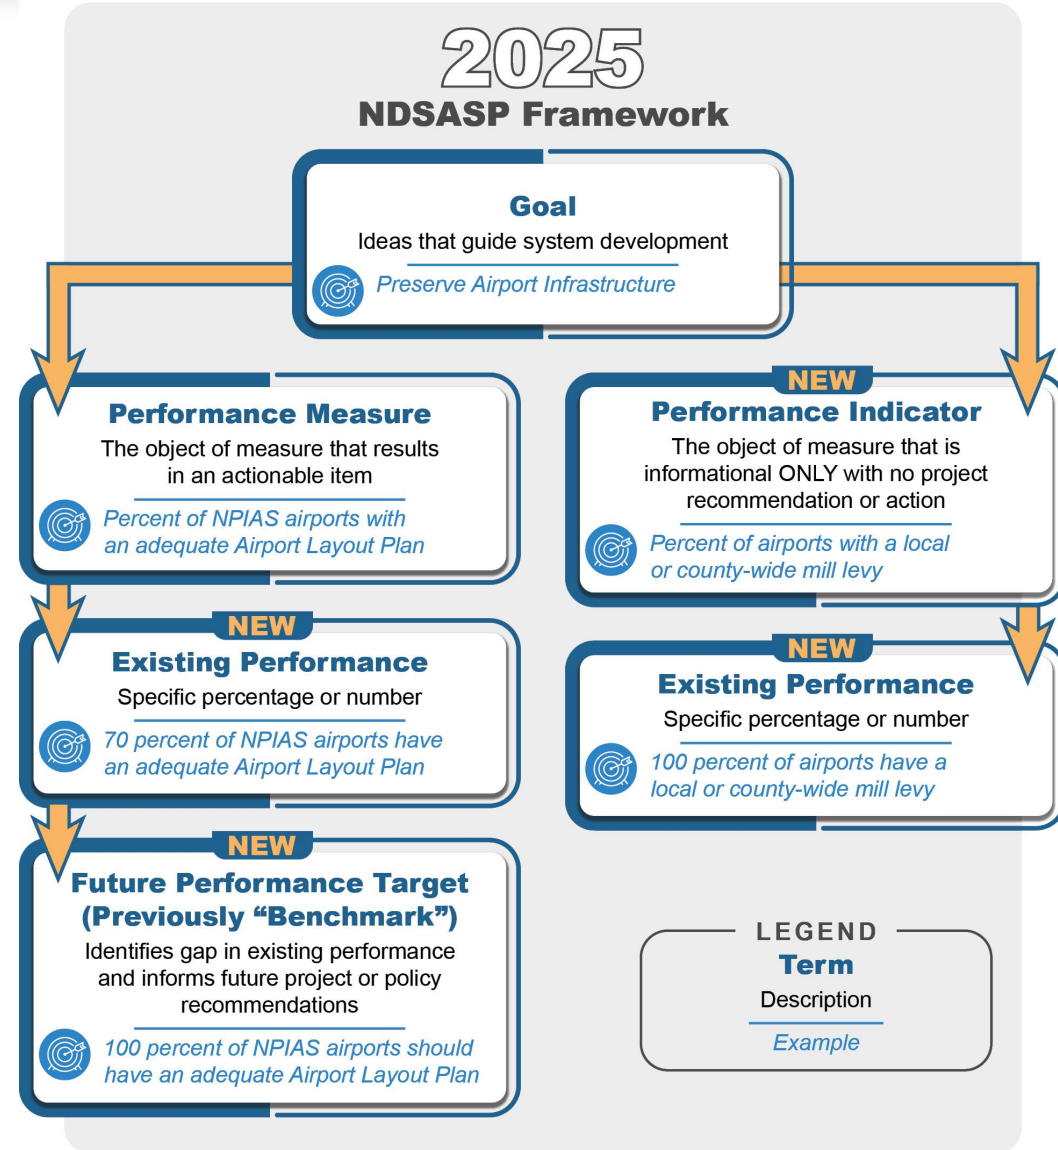 2025
NDSASP Framework
Goal
Ideas that guide system development
Preserve Airport Infrastructure
Performance Measure
The object of measure that results
in an actionable item
Percent of NPIAS airports with
an adequate Airport Layout Plan
NEW
Existing Performance
Specific percentage or number
70 percent of NPIAS airports have
an adequate Airport Layout Plan
NEW
Future Performance Target
(Previously “Benchmark”)
Identifies gap in existing performance
and informs future project or policy
recommendations
100 percent of NPIAS airports should
have an adequate Airport Layout Plan
NEW
Performance Indicator
The object of measure that is
informational ONLY with no project
recommendation or action
Percent of airports with a local
or county-wide mill levy
NEW
Existing Performance
Specific percentage or number
100 percent of airports have a
local or county-wide mill levy
LEGEND
Term
Description
Example